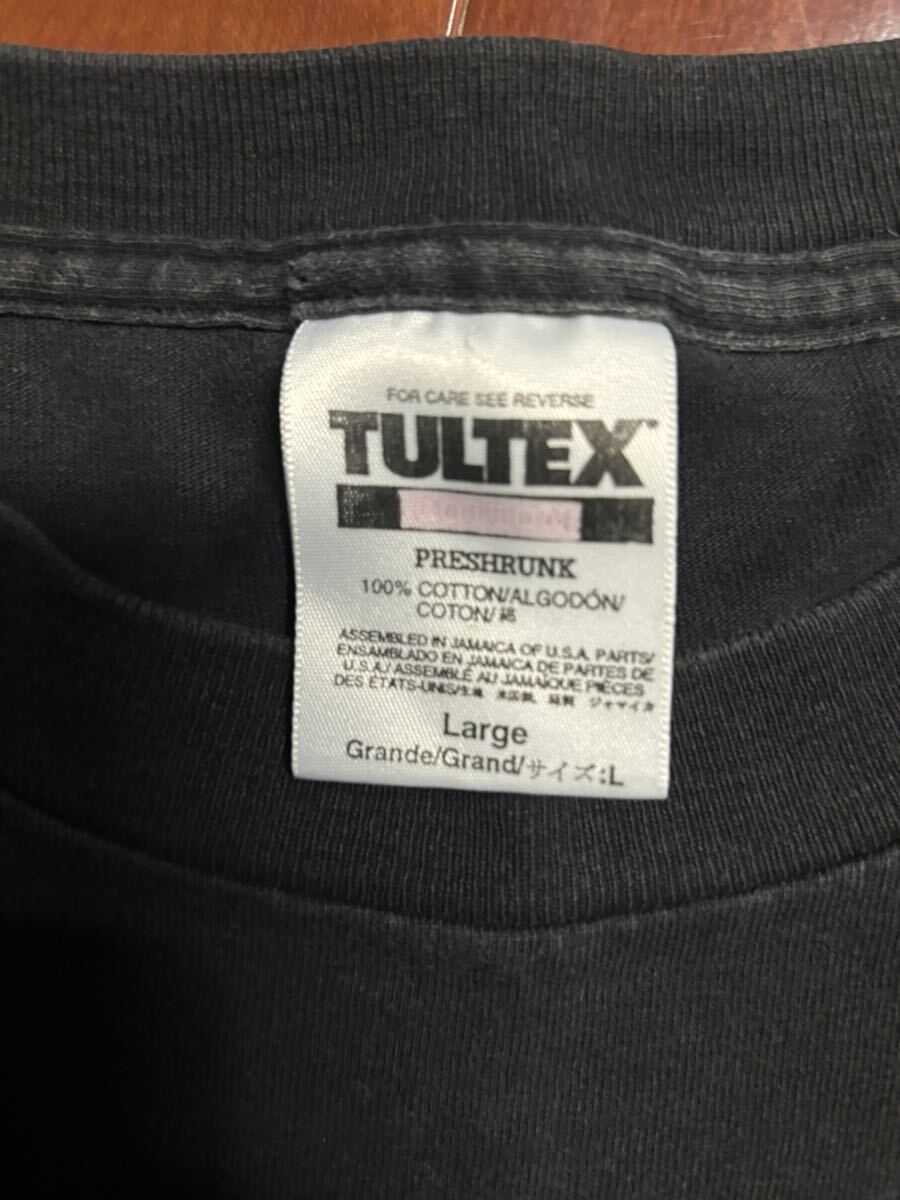 FOR CARE SEE REVERSE
TULTEX™
PRESHRUNK
100% COTTON/ALGODÓN/
COTON/綿
ASSEMBLED IN JAMAICA OF U.S.A. PARTS/
ENSAMBLADO EN JAMAICA DE PARTES DE
U.S.A./ASSEMBLÉ AU JAMAÏQUE PIÈCES
DES ÉTATS-UNIS/生地 米国製, 縫製 ジャマイカ
Large
Grande/Grand/サイズ:L